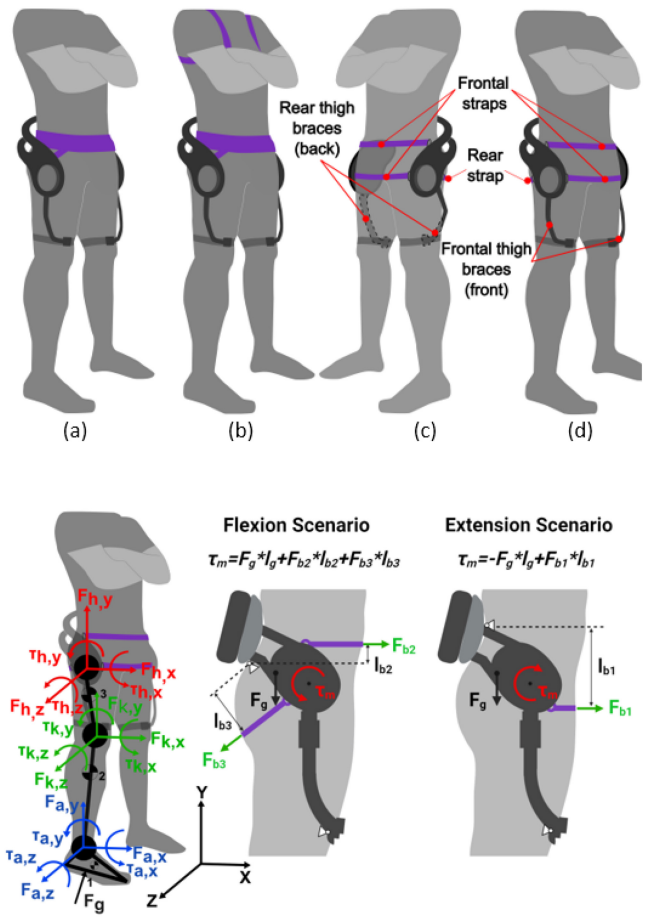 Rear thigh
braces
(back)
Frontal
straps
Rear
strap
Frontal thigh
braces
(front)
(a)
(b)
(c)
(d)
Flexion Scenario
τm=Fg*lg+Fb2*lb2+Fb3*lb3
Extension Scenario
τm=-Fg*lg+Fb1*lb1
Fh,y
τh,y
Fh,x
τh,x
Fh,z
τh,z
3
Fk,y
τk,y
Fk,x
τk,z
τk,x
Fk,z
2
Fa,y
τa,y
τa,z
Fa,x
τa,x
Fa,z
1
Fg
Y
X
Z
Fb2
lb2
Fg
τm
lb3
Fb3
lb1
Fg
τm
Fb1